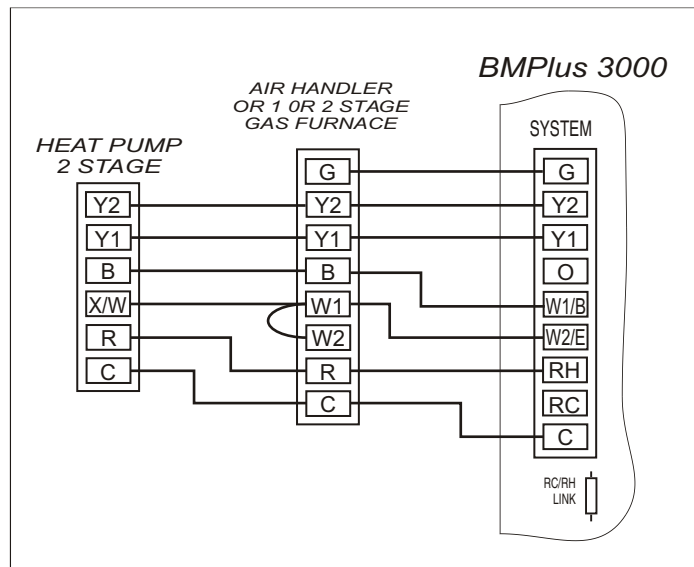 BMPlus 3000
AIR HANDLER
OR 1 0R 2 STAGE
GAS FURNACE
SYSTEM
HEAT PUMP
2 STAGE
Y2
Y1
B
X/W
R
C
G
Y2
Y1
B
W1
W2
R
C
G
Y2
Y1
O
W1/B
W2/E
RH
RC
C
RC/RH
LINK